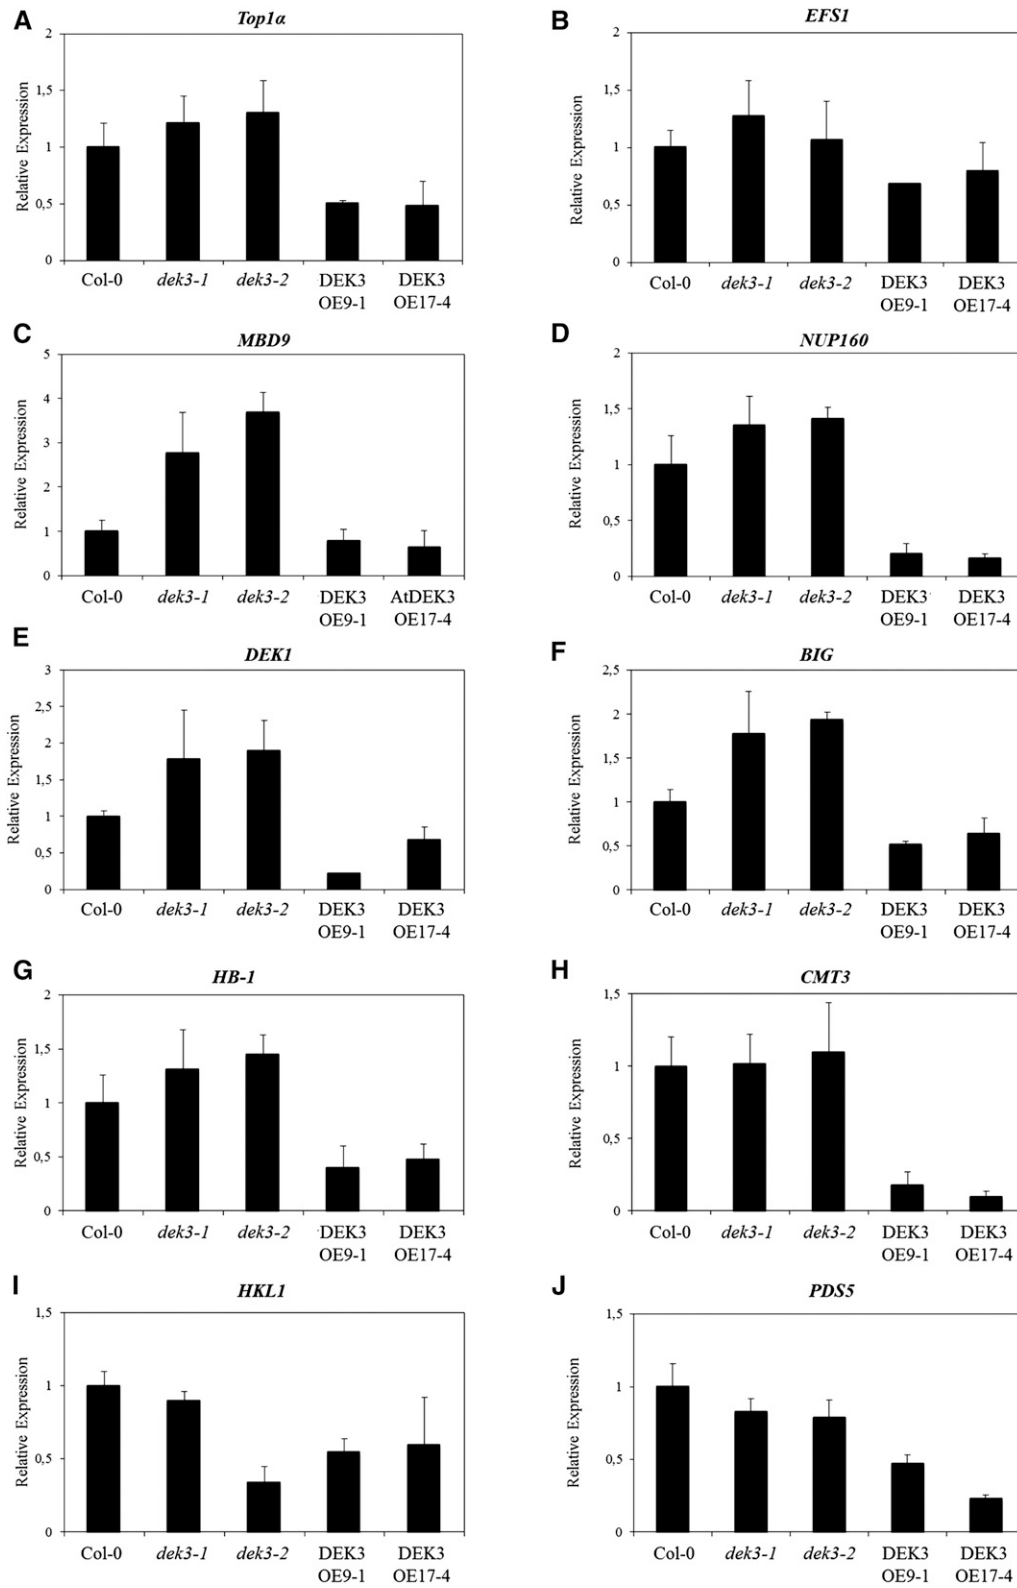 A
Top1α
2
1,5
1
0,5
0
Relative Expression
Col-0 dek3-1 dek3-2 DEK3 DEK3
OE9-1 OE17-4
B
EFS1
2
1,5
1
0,5
0
Relative Expression
Col-0 dek3-1 dek3-2 DEK3 DEK3
OE9-1 OE17-4
C
MBD9
5
4
3
2
1
0
Relative Expression
Col-0 dek3-1 dek3-2 DEK3 AtDEK3
OE9-1 OE17-4
D
NUP160
2
1,5
1
0,5
0
Relative Expression
Col-0 dek3-1 dek3-2 DEK3 DEK3
OE9-1 OE17-4
E
DEK1
3
2,5
2
1,5
1
0,5
0
Relative Expression
Col-0 dek3-1 dek3-2 DEK3 DEK3
OE9-1 OE17-4
F
BIG
2,5
2
1,5
1
0,5
0
Relative Expression
Col-0 dek3-1 dek3-2 DEK3 DEK3
OE9-1 OE17-4
G
HB-1
2
1,5
1
0,5
0
Relative Expression
Col-0 dek3-1 dek3-2 DEK3 DEK3
OE9-1 OE17-4
H
CMT3
1,5
1
0,5
0
Relative Expression
Col-0 dek3-1 dek3-2 DEK3 DEK3
OE9-1 OE17-4
I
HKL1
1,5
1
0,5
0
Relative Expression
Col-0 dek3-1 dek3-2 DEK3 DEK3
OE9-1 OE17-4
J
PDS5
1,5
1
0,5
0
Relative Expression
Col-0 dek3-1 dek3-2 DEK3 DEK3
OE9-1 OE17-4